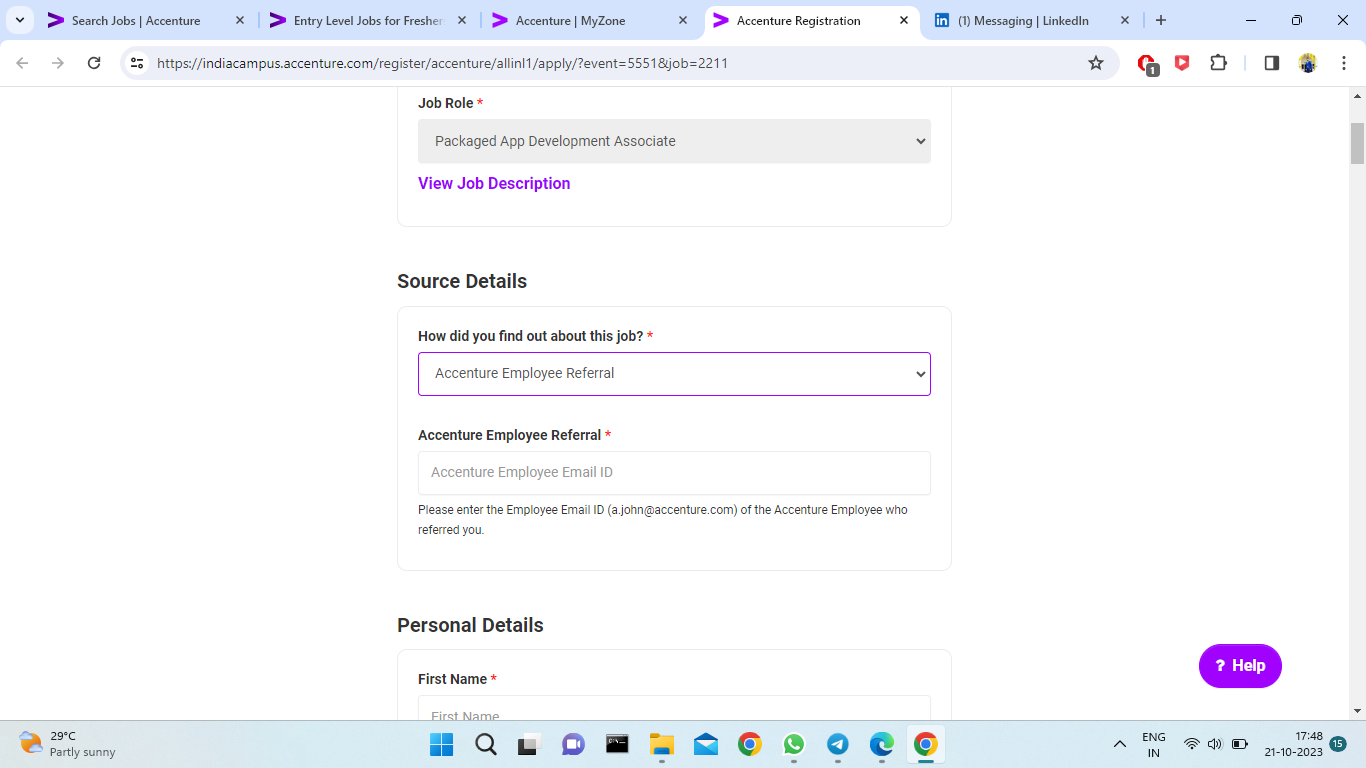 Search Jobs | Accenture
Entry Level Jobs for Fresher
Accenture | MyZone
Accenture Registration
(1) Messaging | LinkedIn
https://indiacampus.accenture.com/register/accenture/allinl1/apply/?event=5551&job=2211
1
Job Role *
Packaged App Development Associate
View Job Description
Source Details
How did you find out about this job? *
Accenture Employee Referral
Accenture Employee Referral *
Accenture Employee Email ID
Please enter the Employee Email ID (a.john@accenture.com) of the Accenture Employee who
referred you.
Personal Details
First Name *
First Name
? Help
29°C
Partly sunny
ENG
IN
17:48
21-10-2023
15